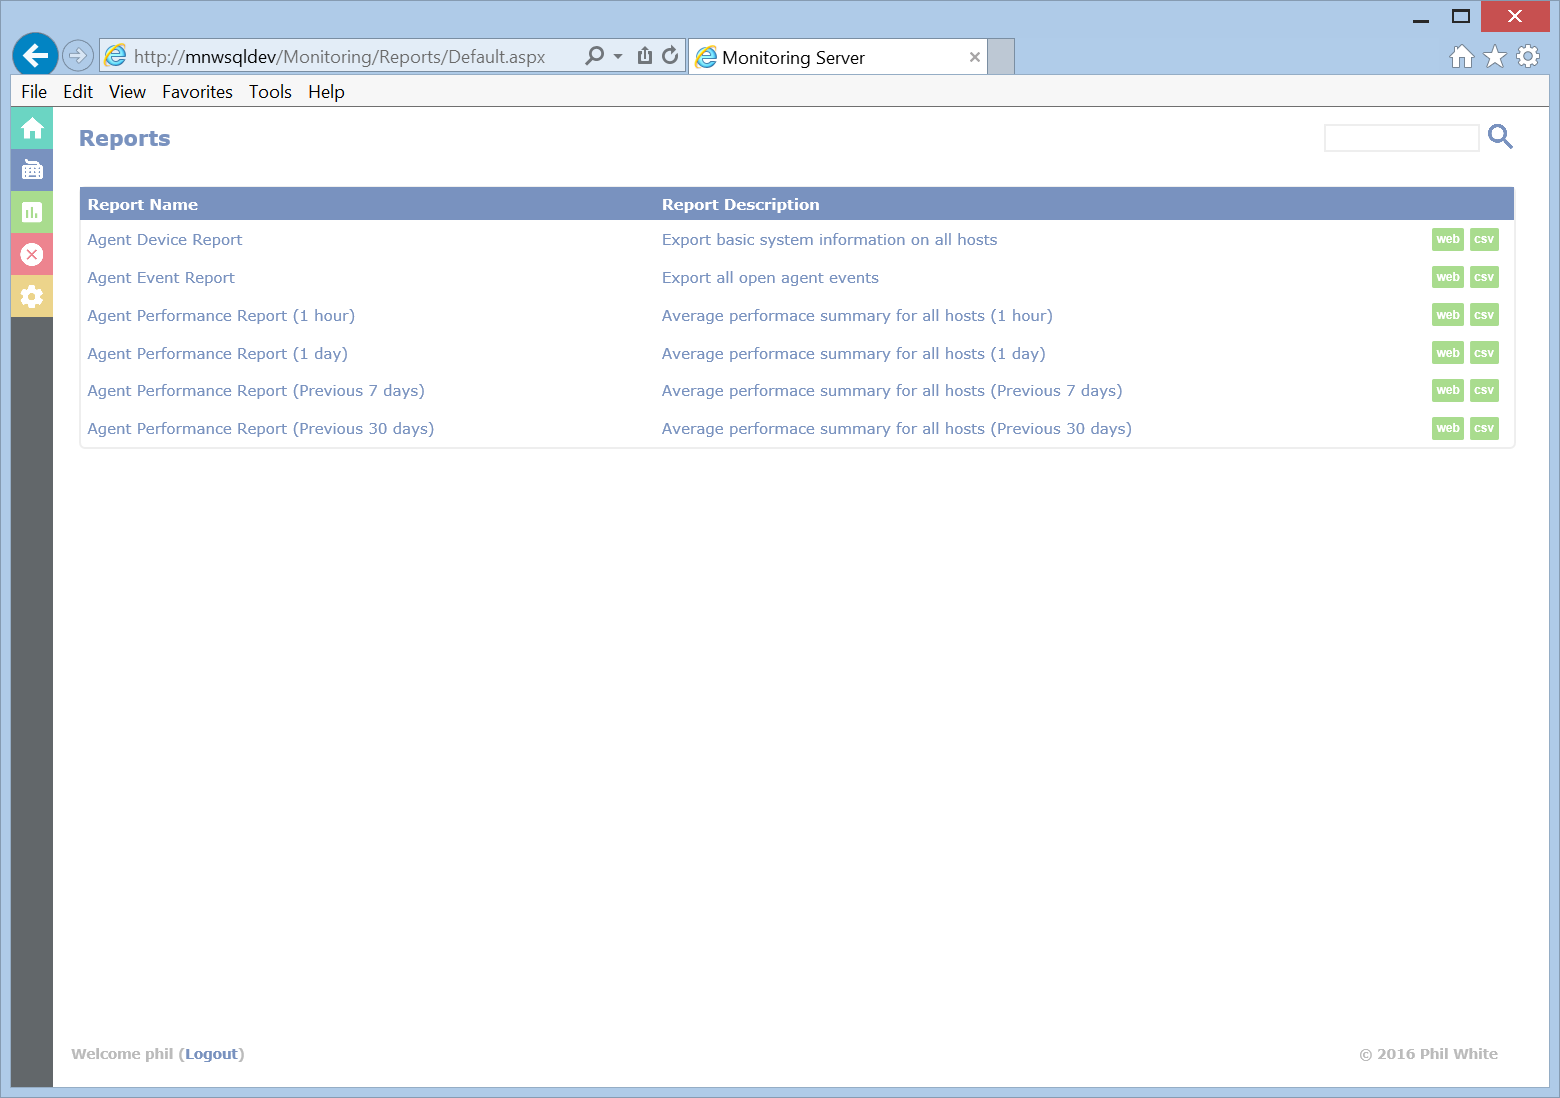 http://mnwsqldev/Monitoring/Reports/Default.aspx Monitoring Server
File Edit View Favorites Tools Help
Reports
Report Name Report Description
Agent Device Report Export basic system information on all hosts web csv
Agent Event Report Export all open agent events web csv
Agent Performance Report (1 hour) Average performace summary for all hosts (1 hour) web csv
Agent Performance Report (1 day) Average performace summary for all hosts (1 day) web csv
Agent Performance Report (Previous 7 days) Average performace summary for all hosts (Previous 7 days) web csv
Agent Performance Report (Previous 30 days) Average performace summary for all hosts (Previous 30 days) web csv
Welcome phil (Logout) © 2016 Phil White